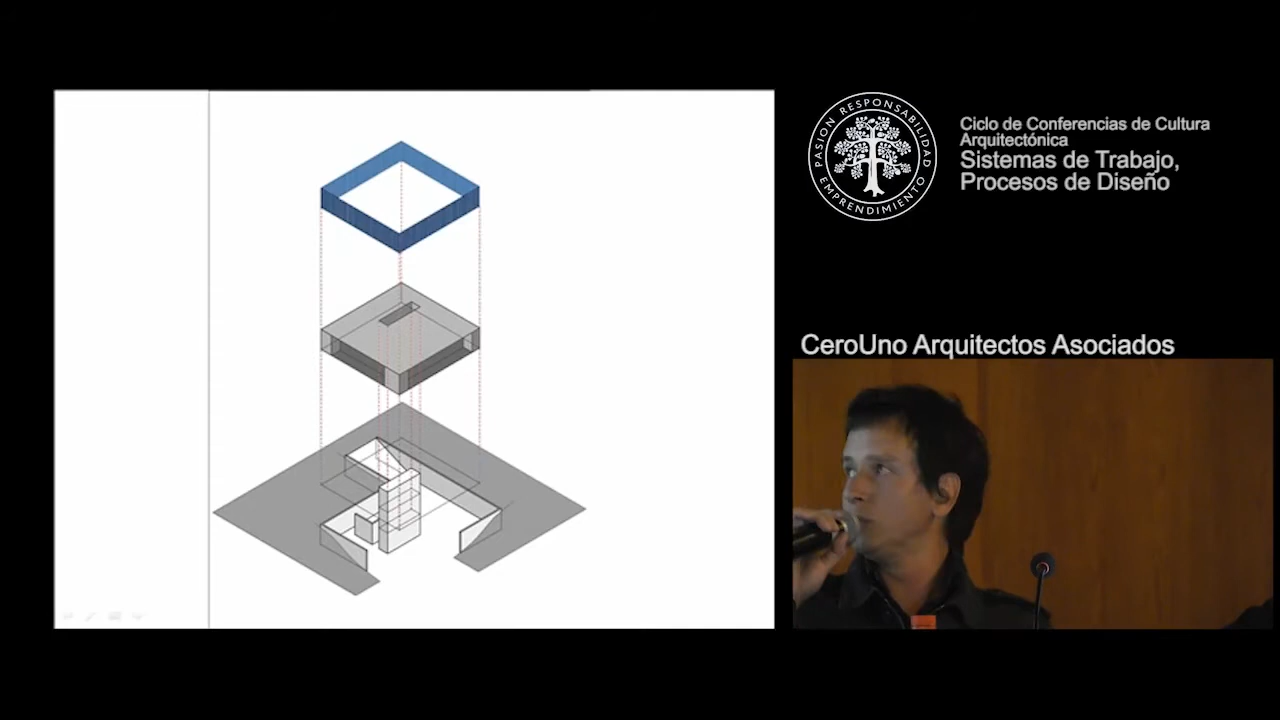 PASION RESPONSABILIDAD
EMPRENDIMIENTO
Ciclo de Conferencias de Cultura
Arquitectónica
Sistemas de Trabajo,
Procesos de Diseño
CeroUno Arquitectos Asociados